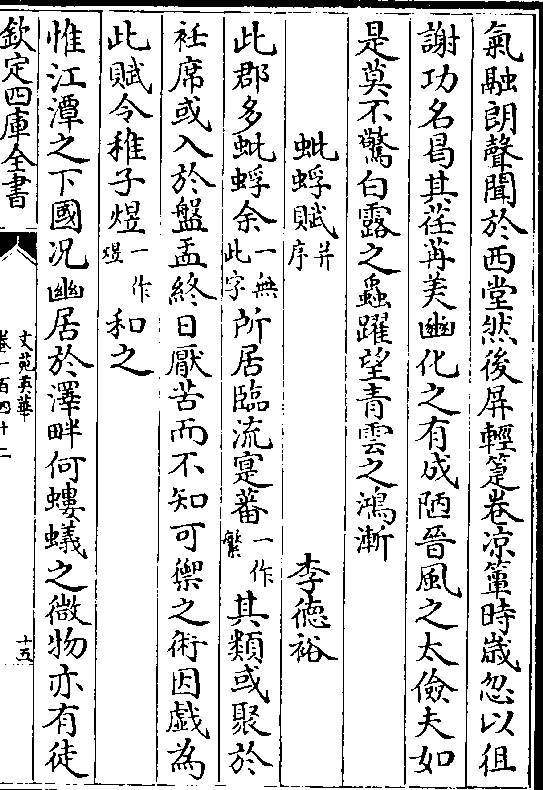 氣融朗聲聞於西堂然後屏輕箑卷凉簟時嵗忽以徂
謝功名曷其荏苒美幽化之有成陋晉風之太儉夫如
是莫不驚白露之蟲躍望青雲之鴻漸
蚍蜉賦并序 李徳裕
此郡多蚍蜉余一無此字所居臨流寔蕃一作繁其類或聚於
衽席或入於盤盂終日厭苦而不知可禦之術因戯為
此賦令稚子煜一作煚和之
惟江潭之下國况幽居於澤畔何螻蟻之微物亦有徒
欽定四庫全書
文苑英華
卷一百四十二
十五